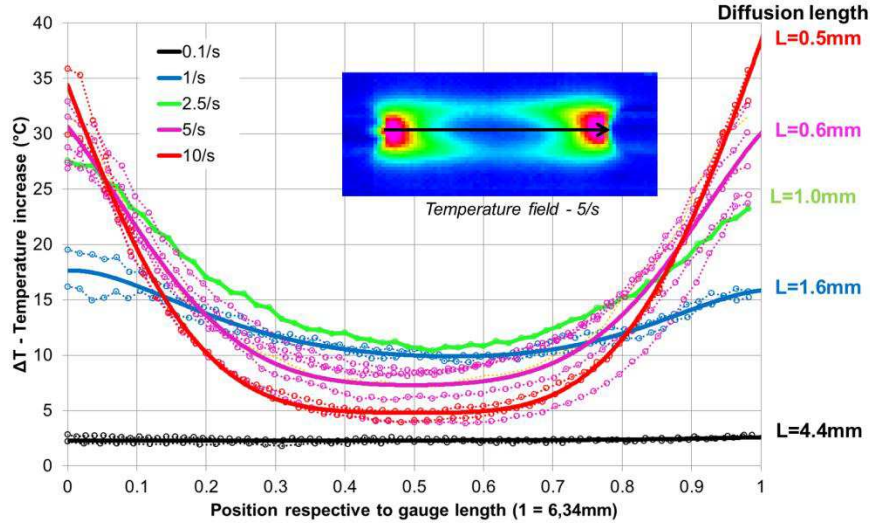 Diffusion length
40
35
30
25
20
15
10
5
0
ΔT - Temperature increase (°C)
0.1/s
1/s
2.5/s
5/s
10/s
Temperature field - 5/s
L=0.5mm
L=0.6mm
L=1.0mm
L=1.6mm
L=4.4mm
0 0.1 0.2 0.3 0.4 0.5 0.6 0.7 0.8 0.9 1
Position respective to gauge length (1 = 6,34mm)